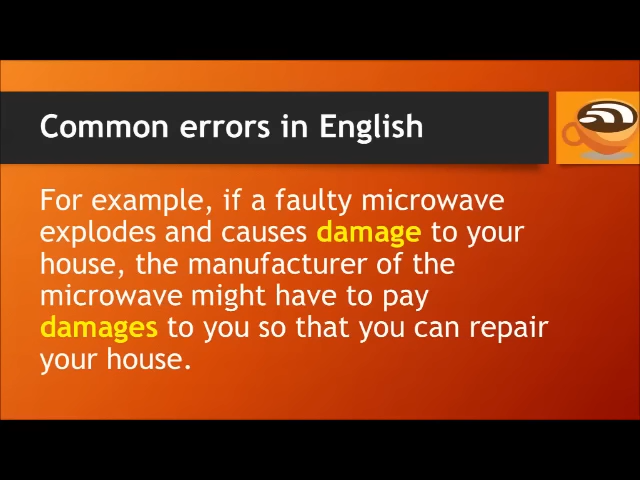 Common errors in English
For example, if a faulty microwave
explodes and causes damage to your
house, the manufacturer of the
microwave might have to pay
damages to you so that you can repair
your house.